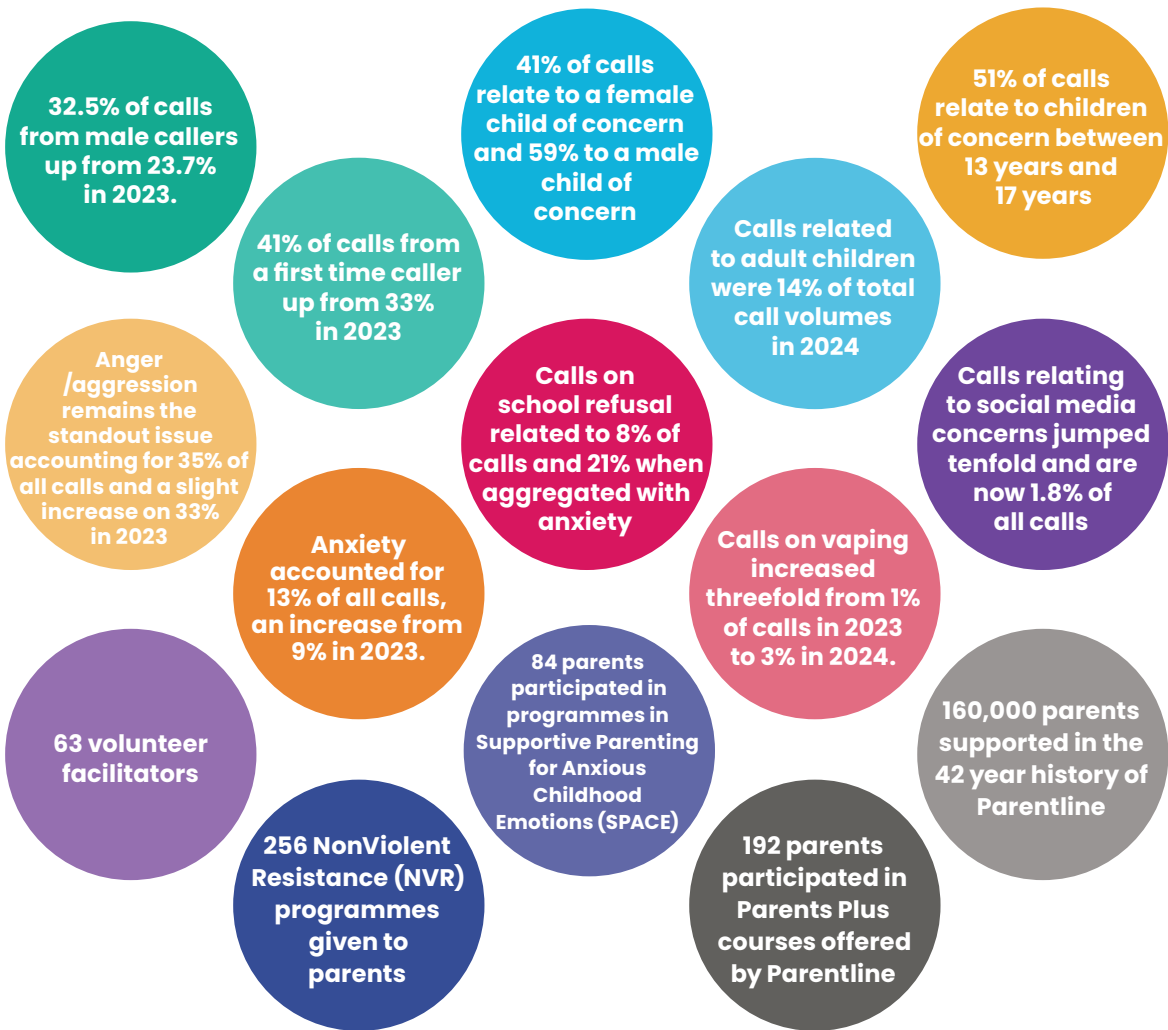 32.5% of calls
from male callers
up from 23.7%
in 2023.
41% of calls
relate to a female
child of concern
and 59% to a male
child of
concern
51% of calls
relate to children
of concern between
13 years and
17 years
41% of calls from
a first time caller
up from 33%
in 2023
Calls related
to adult children
were 14% of total
call volumes
in 2024
Anger
/aggression
remains the
standout issue
accounting for 35% of
all calls and a slight
increase on 33%
in 2023
Calls on
school refusal
related to 8% of
calls and 21% when
aggregated with
anxiety
Calls relating
to social media
concerns jumped
tenfold and are
now 1.8% of
all calls
Anxiety
accounted for
13% of all calls,
an increase from
9% in 2023.
Calls on vaping
increased
threefold from 1%
of calls in 2023
to 3% in 2024.
63 volunteer
facilitators
84 parents
participated in
programmes in
Supportive Parenting
for Anxious
Childhood
Emotions (SPACE)
160,000 parents
supported in the
42 year history of
Parentline
256 NonViolent
Resistance (NVR)
programmes
given to
parents
192 parents
participated in
Parents Plus
courses offered
by Parentline